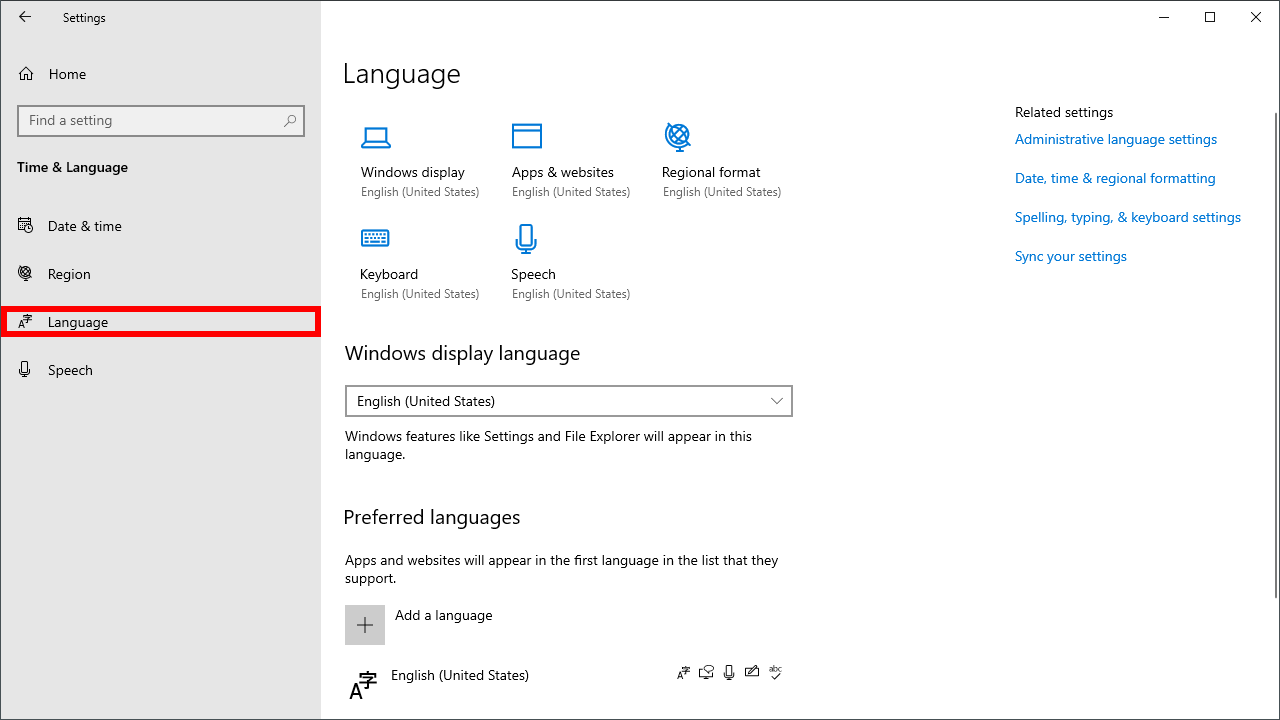 Settings
Home
Find a setting
Time & Language
Date & time
Region
Language
Speech
Language
Windows display
English (United States)
Apps & websites
English (United States)
Regional format
English (United States)
Keyboard
English (United States)
Speech
English (United States)
Windows display language
English (United States)
Windows features like Settings and File Explorer will appear in this
language.
Preferred languages
Apps and websites will appear in the first language in the list that they
support.
Add a language
A字
English (United States)
abc
Related settings
Administrative language settings
Date, time & regional formatting
Spelling, typing, & keyboard settings
Sync your settings